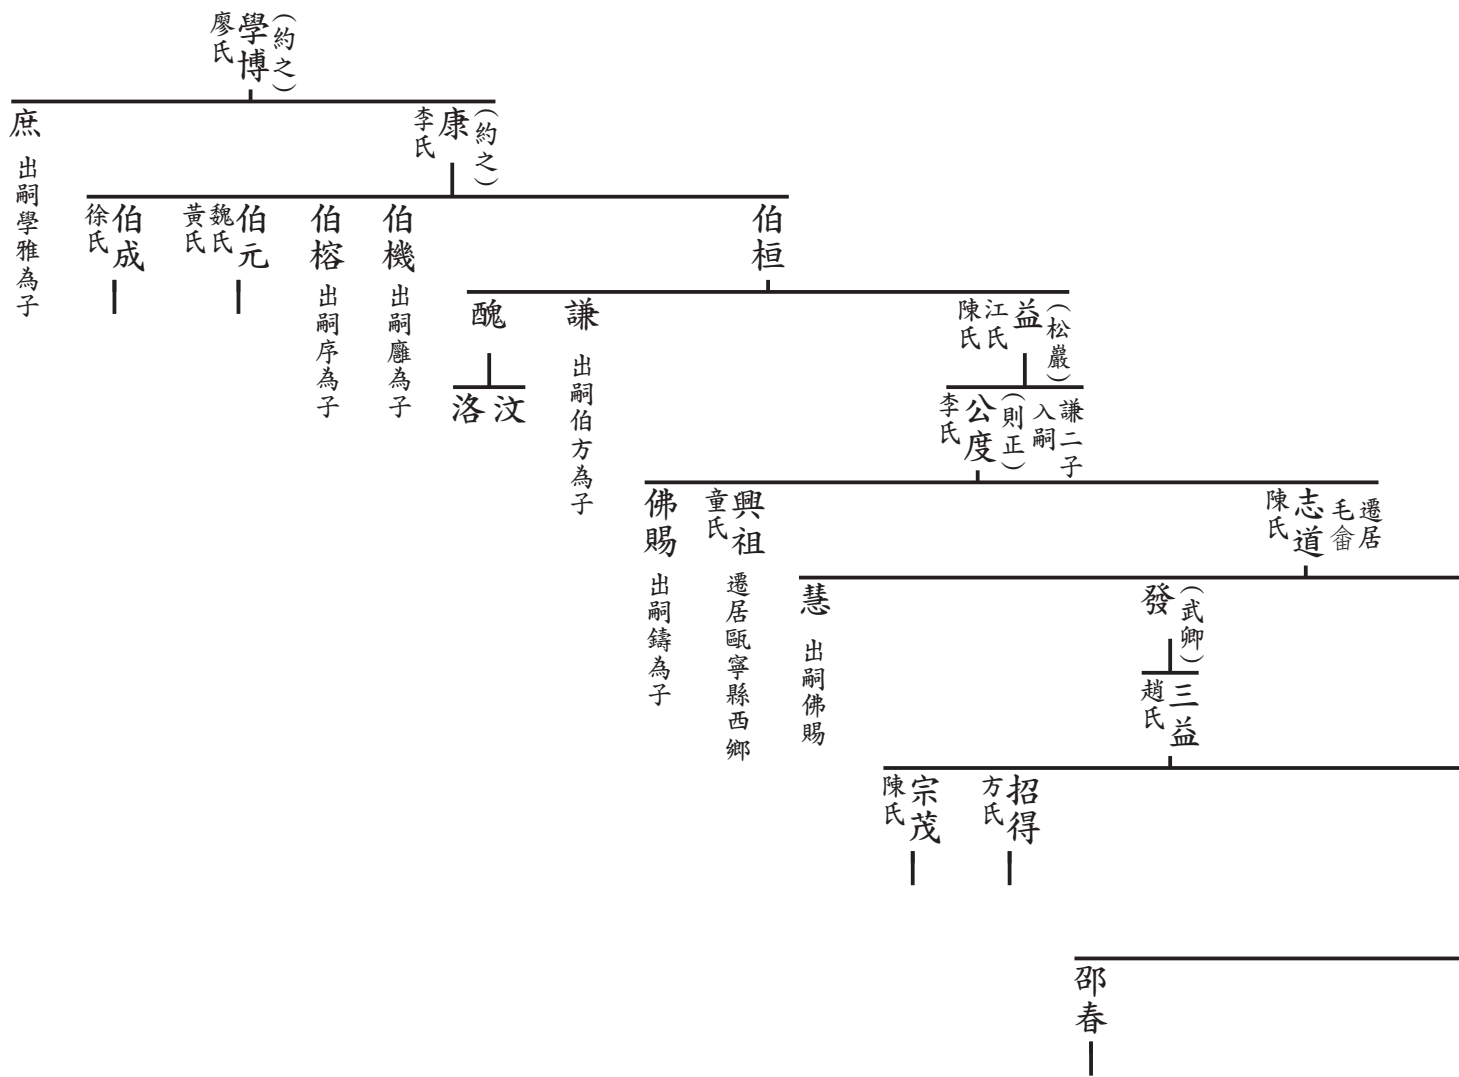 (約之)
學博
廖氏
(約之)
康
李氏
庶
出嗣學雅為子
伯桓
伯機
出嗣廱為子
伯榕
出嗣序為子
伯元
魏氏
黃氏
伯成
徐氏
(松巖)
益
江氏
陳氏
謙
出嗣伯方為子
醜
謙二子
入嗣
(則正)
公度
李氏
汶
洛
遷居
毛畬
志道
陳氏
興祖
童氏
遷居甌寧縣西鄉
佛賜
出嗣鑄為子
(武卿)
發
慧
出嗣佛賜
三益
趙氏
招得
方氏
宗茂
陳氏
邵春